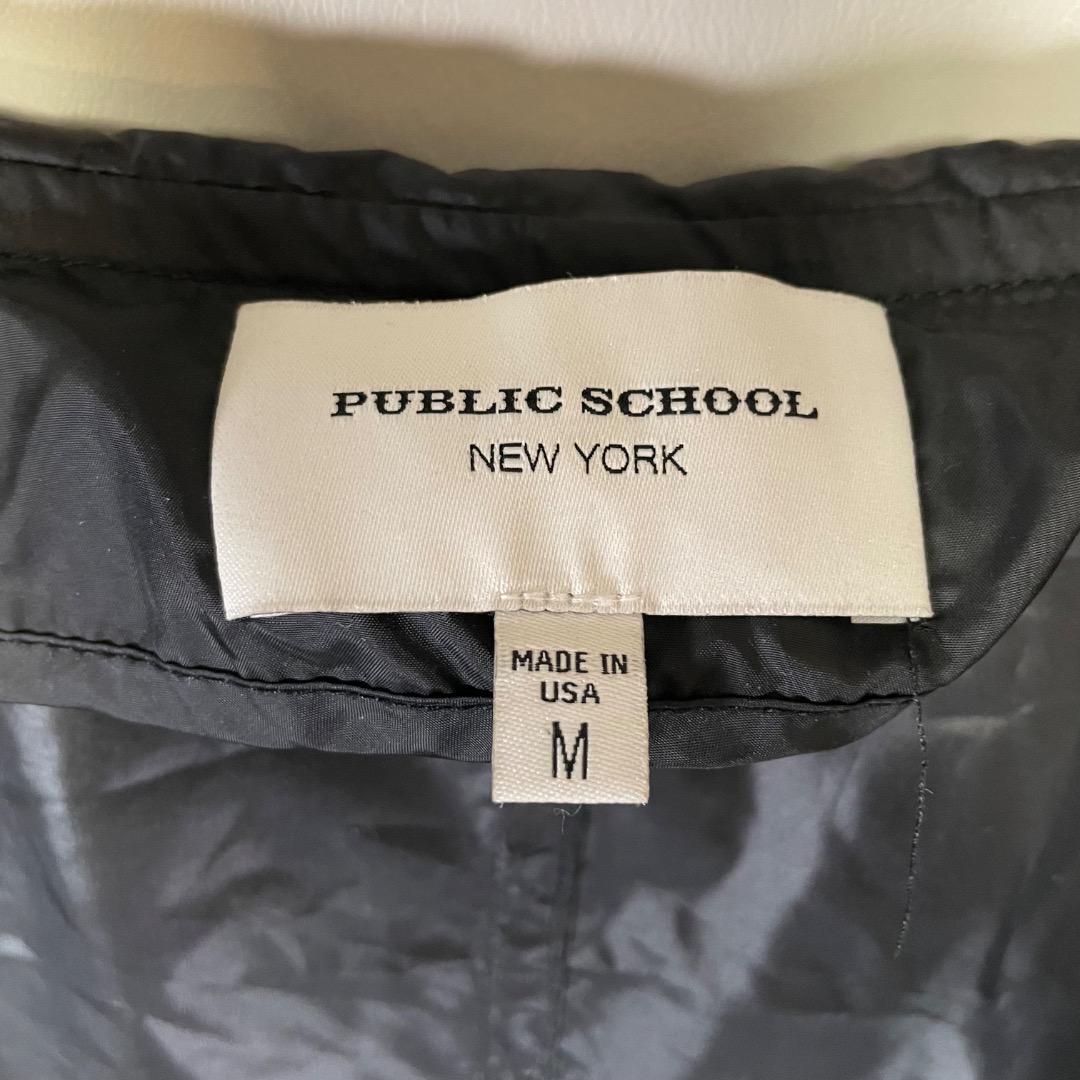 PUBLIC SCHOOL
NEW YORK
MADE IN
USA
M